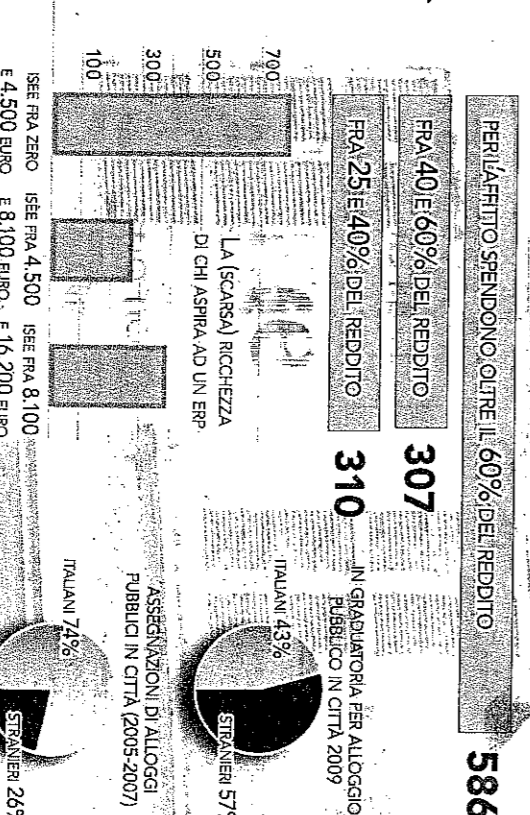 PER L'AFFITTO SPENDONO OLTRE IL 60% DEL REDDITO 586
FRA 40 E 60% DEL REDDITO 307
FRA 25 E 40% DEL REDDITO 310
LA (SCARSA) RICCHEZZA
DI CHI ASPIRA AD UN ERP
700
500
300
100
ISEE FRA ZERO
E 4.500 EURO
ISEE FRA 4.500
E 8.100 EURO
ISEE FRA 8.100
E 16.200 EURO
IN GRADUATORIA PER ALLOGGIO
PUBBLICO IN CITTÀ 2009
ITALIANI 43%
STRANIERI 57%
ASSEGNAZIONI DI ALLOGGI
PUBBLICI IN CITTÀ (2005-2007)
ITALIANI 74%
STRANIERI 26%